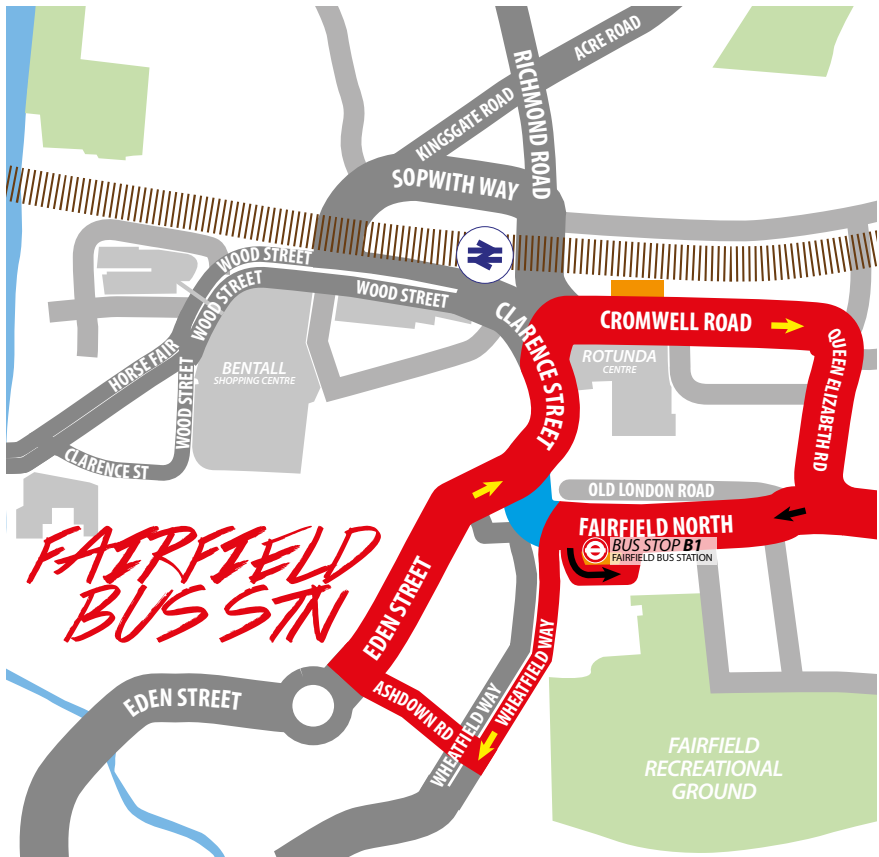 ACRE ROAD
RICHMOND ROAD
KINGSGATE ROAD
SOPWITH WAY
WOOD STREET
WOOD STREET
WOOD STREET
CLARENCE STREET
CROMWELL ROAD
HORSE FAIR
BENTALL
SHOPPING CENTRE
ROTUNDA
CENTRE
QUEEN ELIZABETH RD
WOOD STREET
CLARENCE ST
OLD LONDON ROAD
FAIRFIELD NORTH
BUS STOP B1
FAIRFIELD BUS STATION
FAIRFIELD
BUS STN
EDEN STREET
EDEN STREET
ASHDOWN RD
WHEATFIELD WAY
WHEATFIELD WAY
FAIRFIELD
RECREATIONAL
GROUND